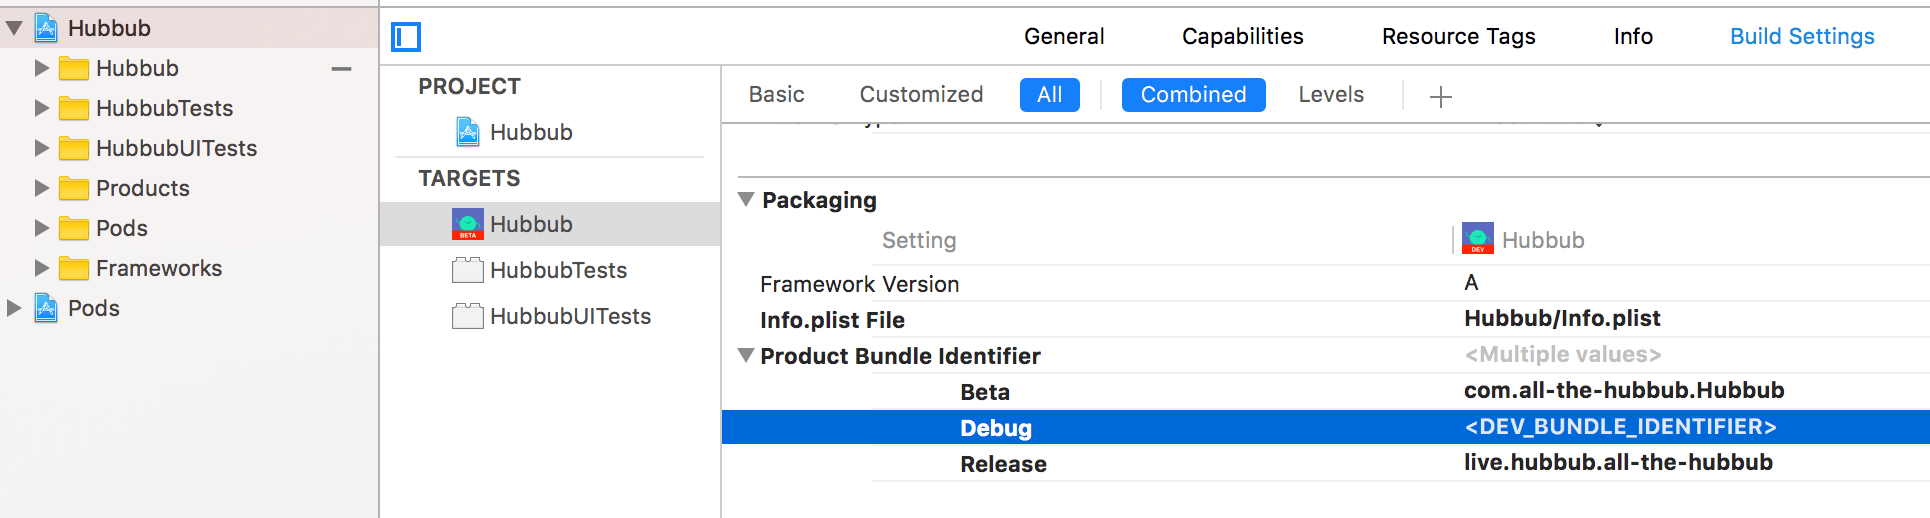 Hubbub
Hubbub
HubbubTests
HubbubUITests
Products
Pods
Frameworks
Pods
General Capabilities Resource Tags Info Build Settings
PROJECT
Hubbub
TARGETS
BETA Hubbub
HubbubTests
HubbubUITests
Basic Customized All Combined Levels +
Packaging
Setting DEV Hubbub
Framework Version A
Info.plist File Hubbub/Info.plist
Product Bundle Identifier <Multiple values>
Beta com.all-the-hubbub.Hubbub
Debug <DEV_BUNDLE_IDENTIFIER>
Release live.hubbub.all-the-hubbub